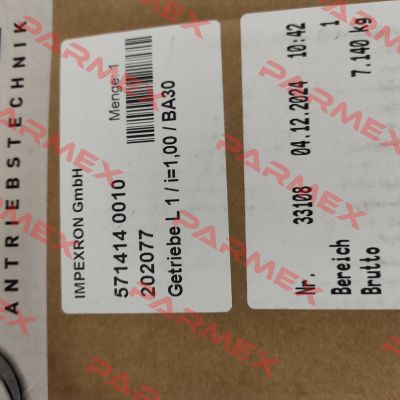 ANTRIEBSTECHNIK
IMPEXRON GmbH
Menge: 1
571414 0010
202077
Getriebe L 1 / i=1,00 / BA30
Nr. 33108 04.12.2024 10:42
Bereich 1
Brutto 7.140 kg
PARMEX
PARMEX
PARMEX
PARMEX
PARMEX
PARMEX